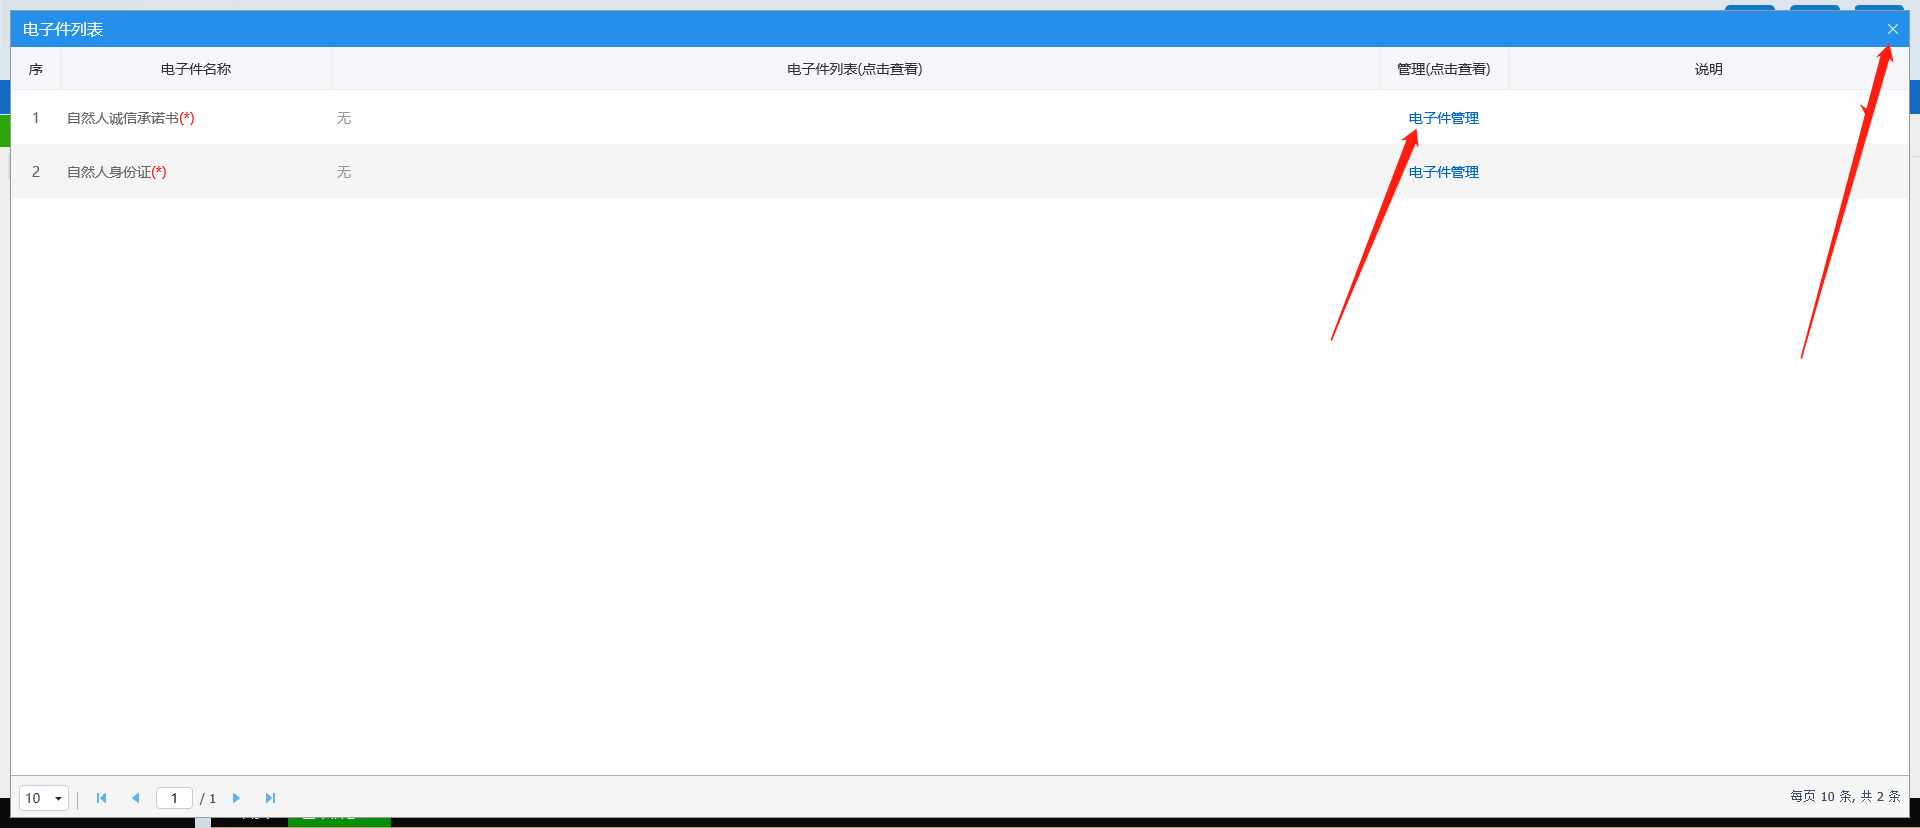 电子件列表
序 电子件名称 电子件列表(点击查看) 管理(点击查看) 说明
1 自然人诚信承诺书(*) 无 电子件管理
2 自然人身份证(*) 无 电子件管理
10 1 / 1 每页 10 条, 共 2 条